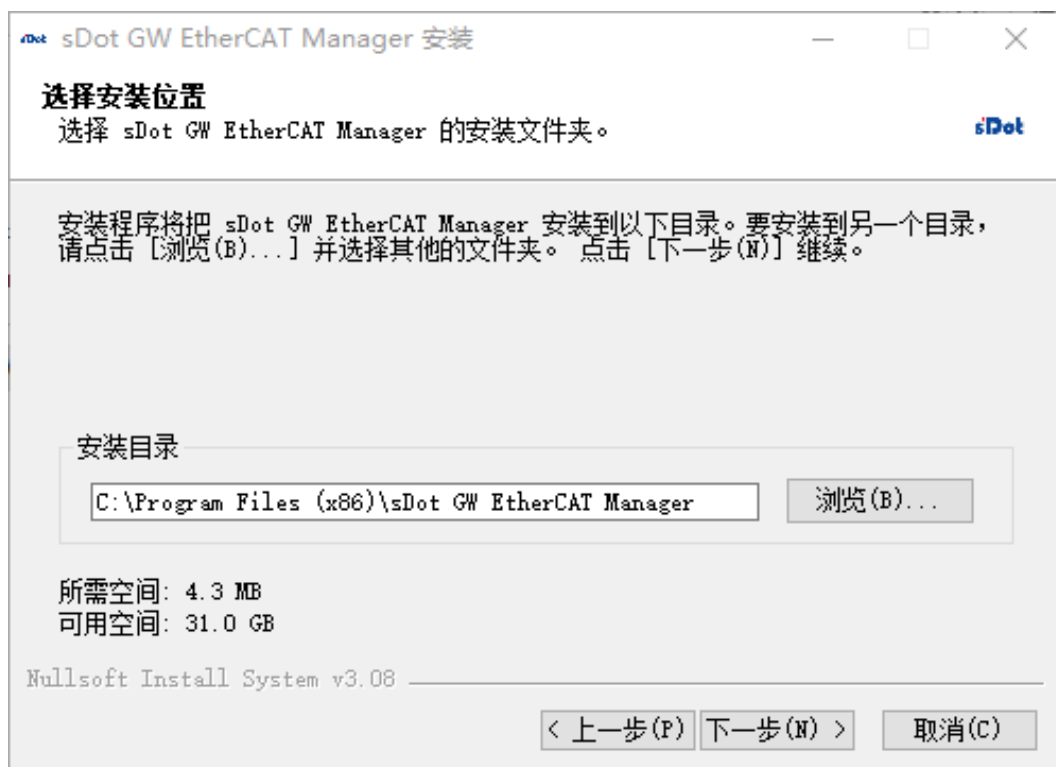 sDot sDot GW EtherCAT Manager 安装
选择安装位置
选择 sDot GW EtherCAT Manager 的安装文件夹。
sDot
安装程序将把 sDot GW EtherCAT Manager 安装到以下目录。要安装到另一个目录，
请点击 [浏览(B)...] 并选择其他的文件夹。 点击 [下一步(N)] 继续。
安装目录
C:\Program Files (x86)\sDot GW EtherCAT Manager
浏览(B)...
所需空间: 4.3 MB
可用空间: 31.0 GB
Nullsoft Install System v3.08
< 上一步(P) 下一步(N) > 取消(C)